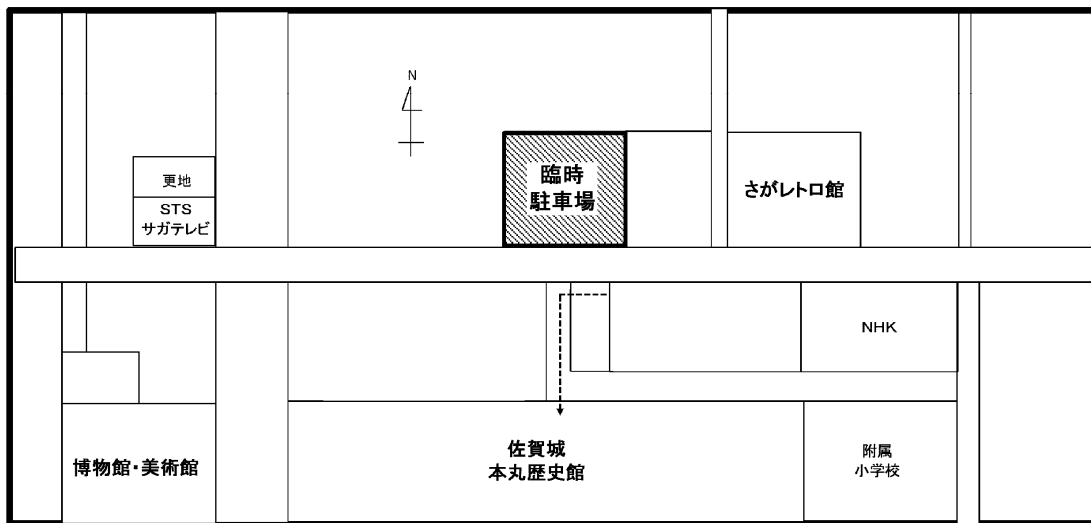 N
臨時
駐車場
更地
STS
サガテレビ
さがレトロ館
NHK
博物館・美術館
佐賀城
本丸歴史館
附属
小学校